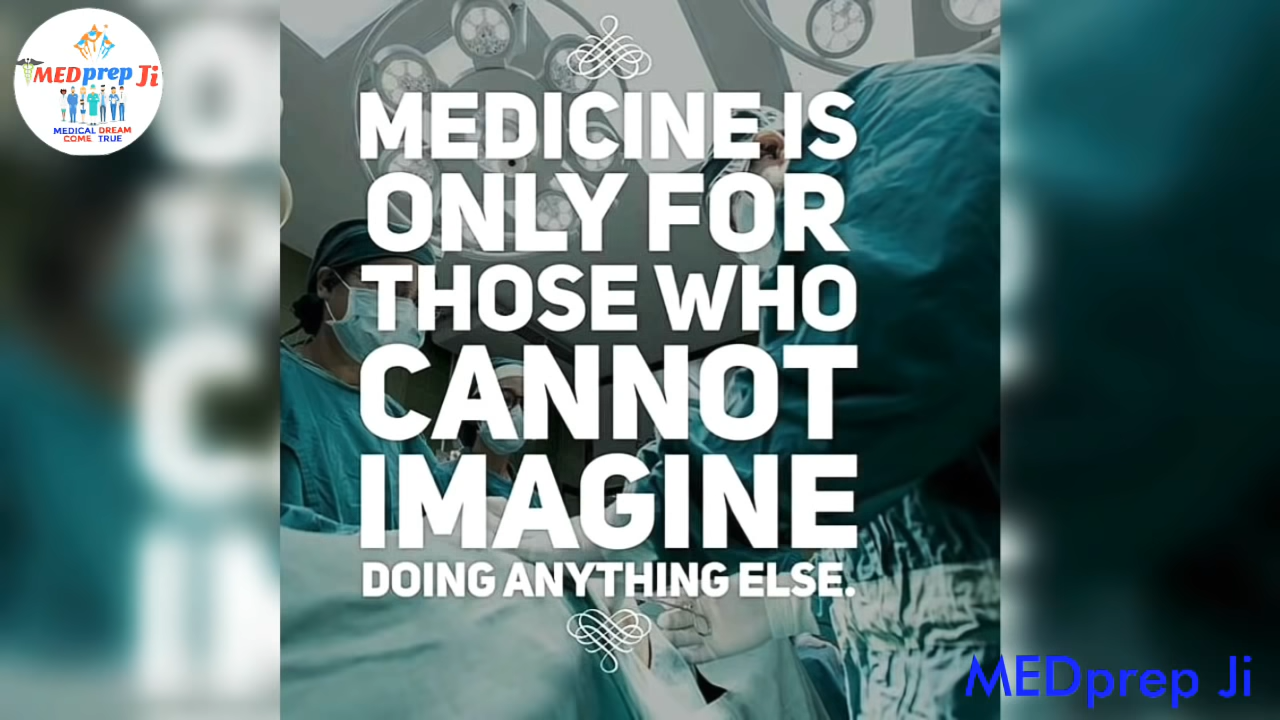 MEDprep Ji
MEDICAL DREAM
COME TRUE
MEDICINE IS
ONLY FOR
THOSE WHO
CANNOT
IMAGINE
DOING ANYTHING ELSE.
MEDprep Ji